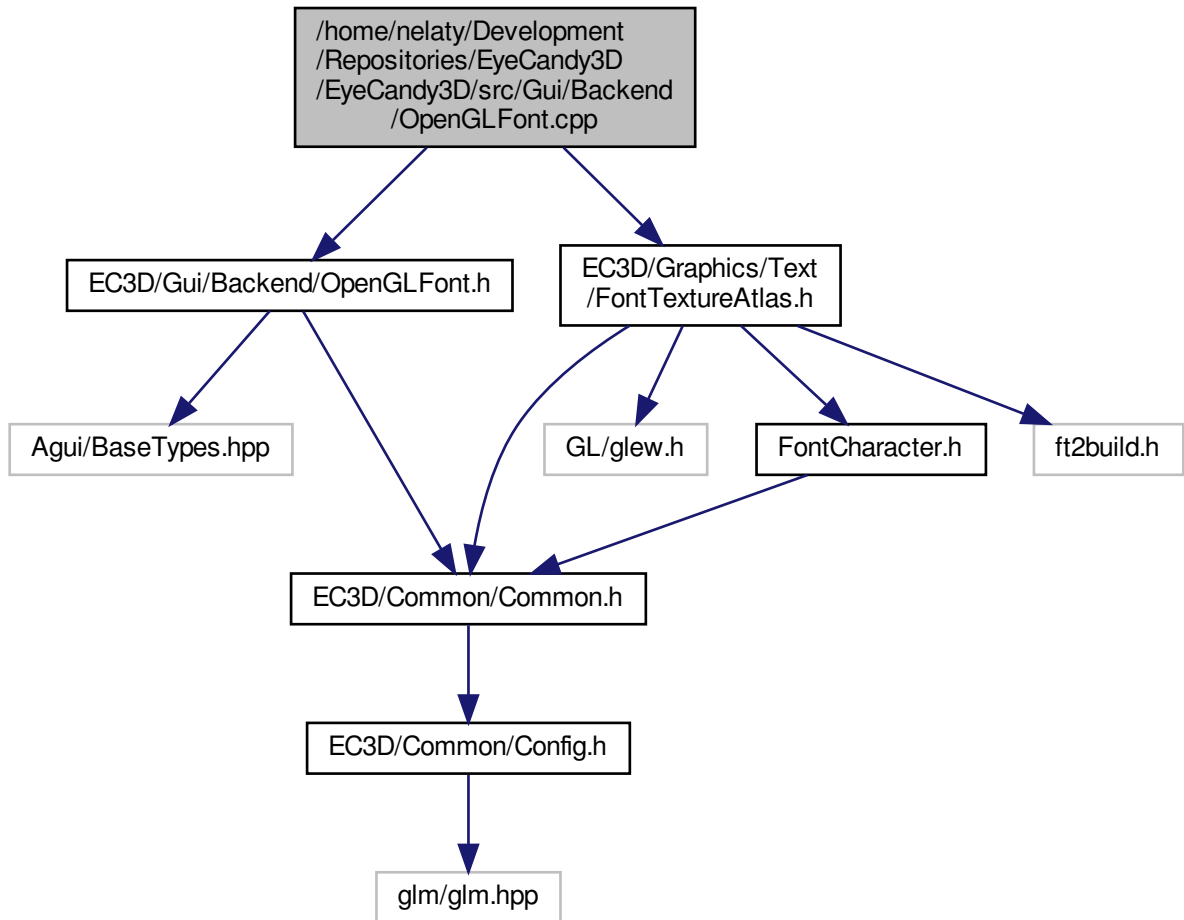 /home/nelaty/Development
/Repositories/EyeCandy3D
/EyeCandy3D/src/Gui/Backend
/OpenGLFont.cpp
EC3D/Gui/Backend/OpenGLFont.h
EC3D/Graphics/Text
/FontTextureAtlas.h
Agui/BaseTypes.hpp
GL/glew.h
FontCharacter.h
ft2build.h
EC3D/Common/Common.h
EC3D/Common/Config.h
glm/glm.hpp